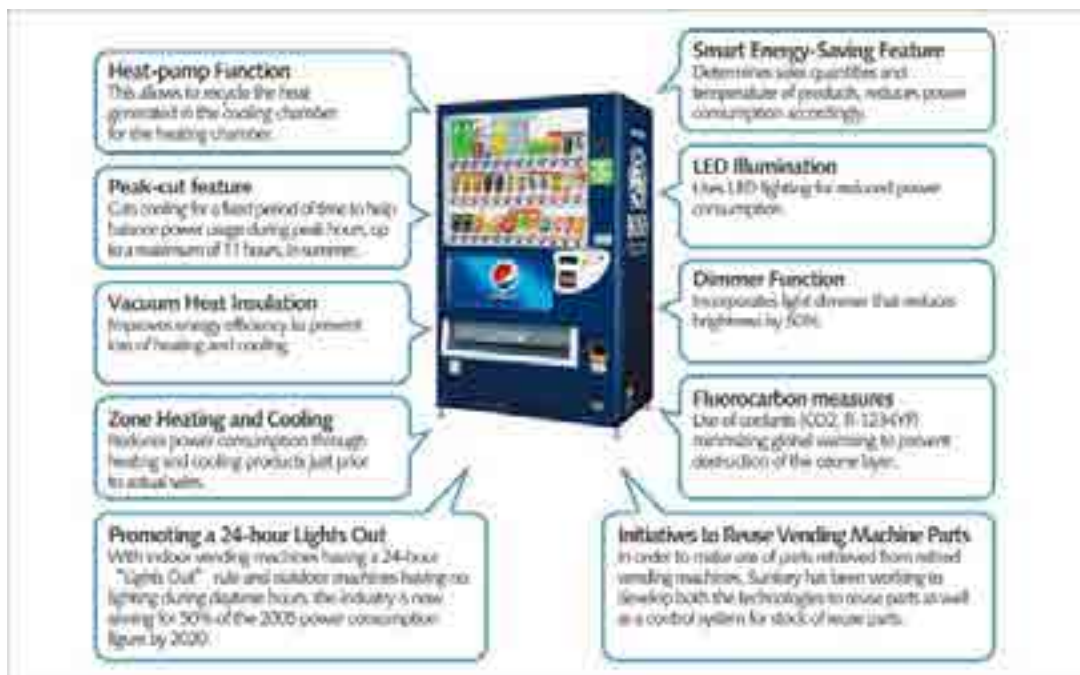 Heat-pump Function
This allows to recycle the heat
generated in the cooling chamber
for the heating chamber.
Peak-cut feature
Cuts cooling for a fixed period of time to help
balance power usage during peak hours, up
to a maximum of 11 hours, in summer.
Vacuum Heat Insulation
Improves energy efficiency to prevent
loss of heating and cooling
Zone Heating and Cooling
Reduces power consumption through
heating and cooling products just prior
to actual sales.
Promoting a 24-hour Lights Out
With indoor vending machines having a 24-hour
"Lights Out" rule and outdoor machines having no
lighting during daytime hours, the industry is now
aiming for 50% of the 2005 power consumption
figure by 2020.
Smart Energy-Saving Feature
Determines sales quantities and
temperature of products, reduces power
consumption accordingly.
LED Illumination
Uses LED lighting for reduced power
consumption.
Dimmer Function
Incorporates light dimmer that reduces
brightness by 50%.
Fluorocarbon measures
Use of coolants (CO2, R-1234YF)
minimizing global warming to prevent
destruction of the ozone layer.
Initiatives to Reuse Vending Machine Parts
In order to make use of parts retrieved from retired
vending machines, Suntory has been working to
develop both the technologies to reuse parts as well
as a control system for stock of reuse parts.